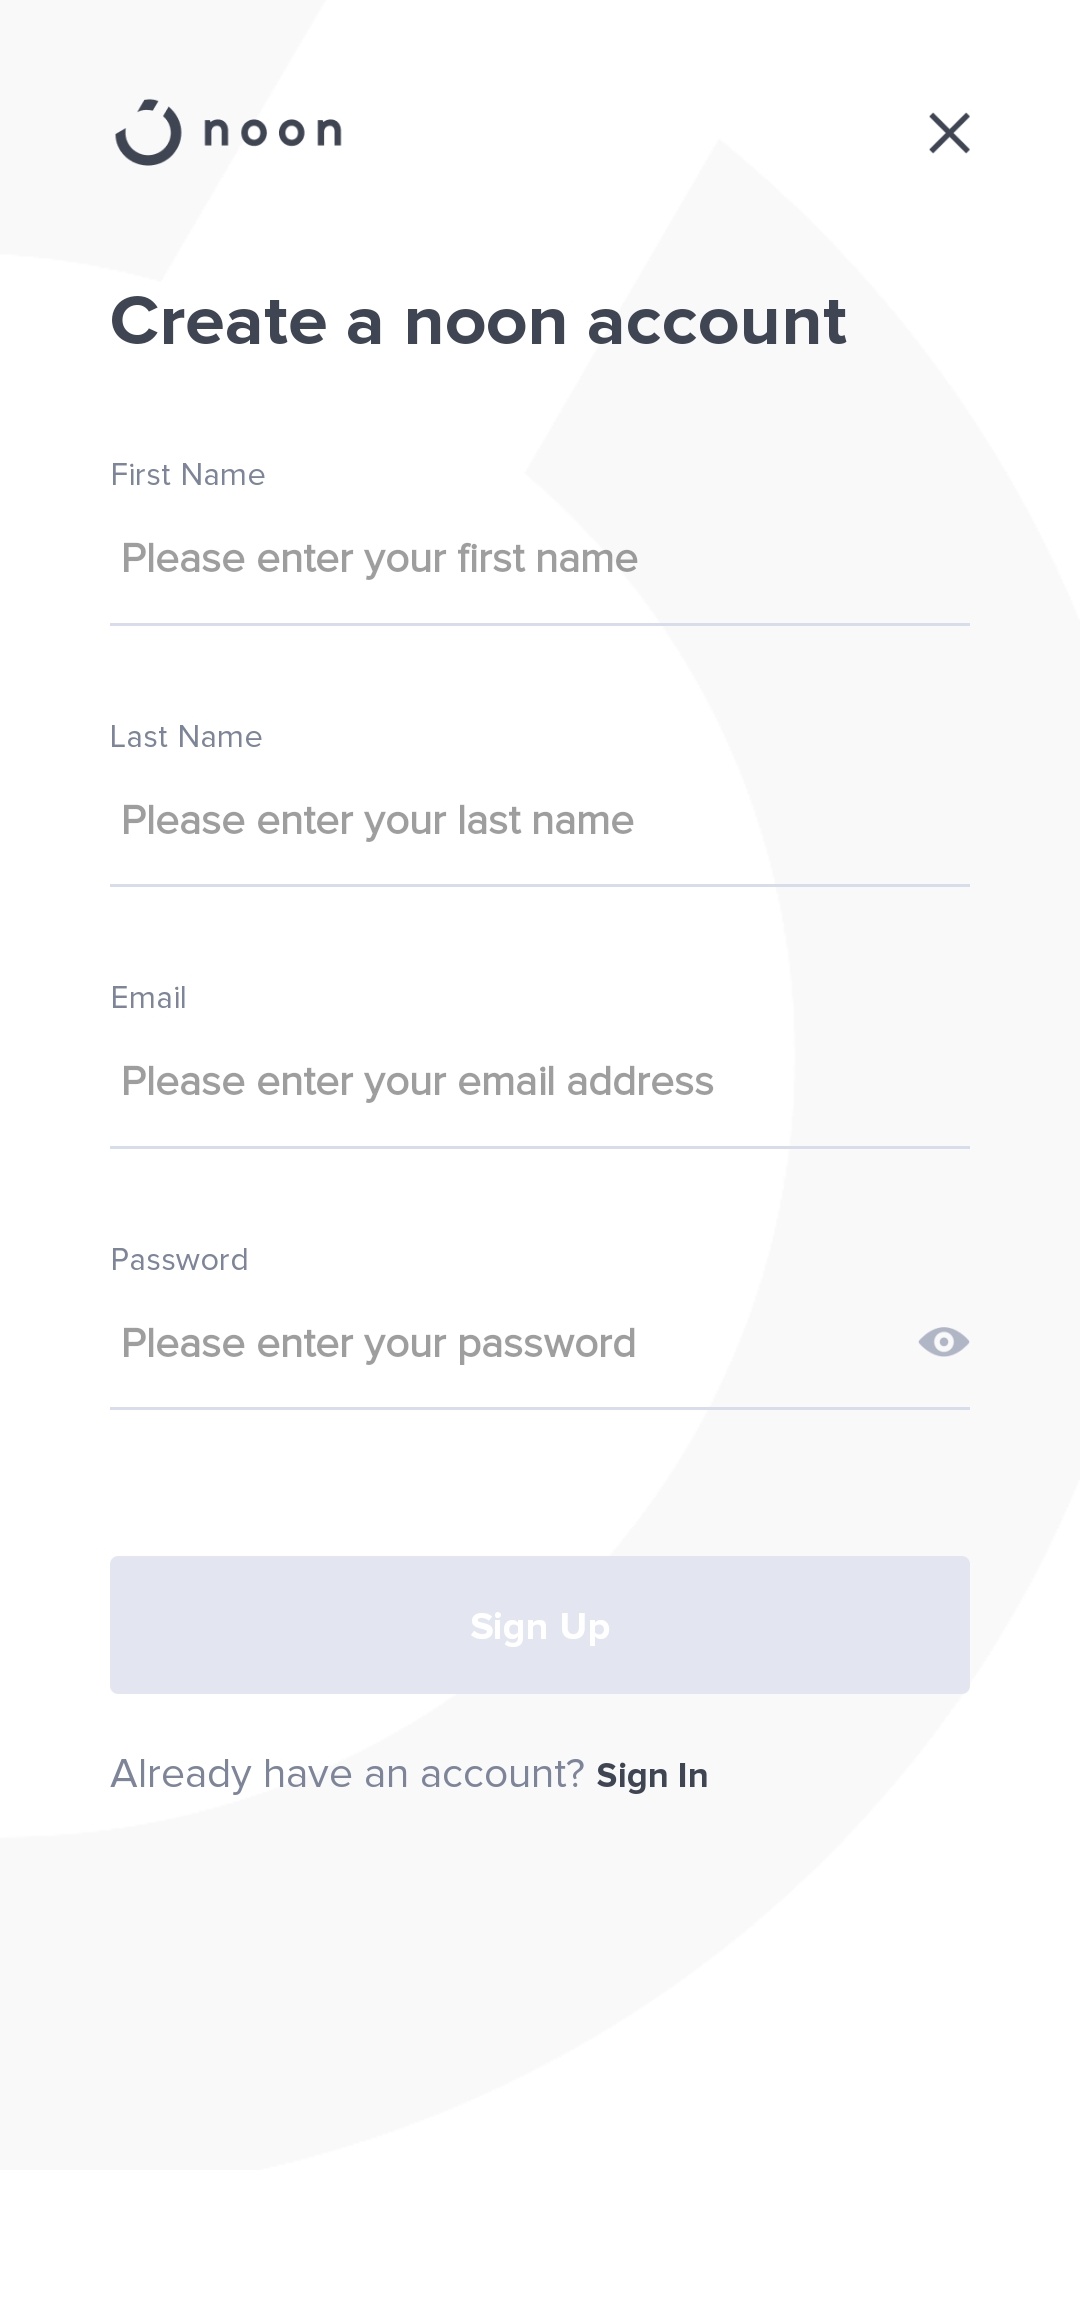 noon
Create a noon account
First Name
Please enter your first name
Last Name
Please enter your last name
Email
Please enter your email address
Password
Please enter your password
Sign Up
Already have an account? Sign In